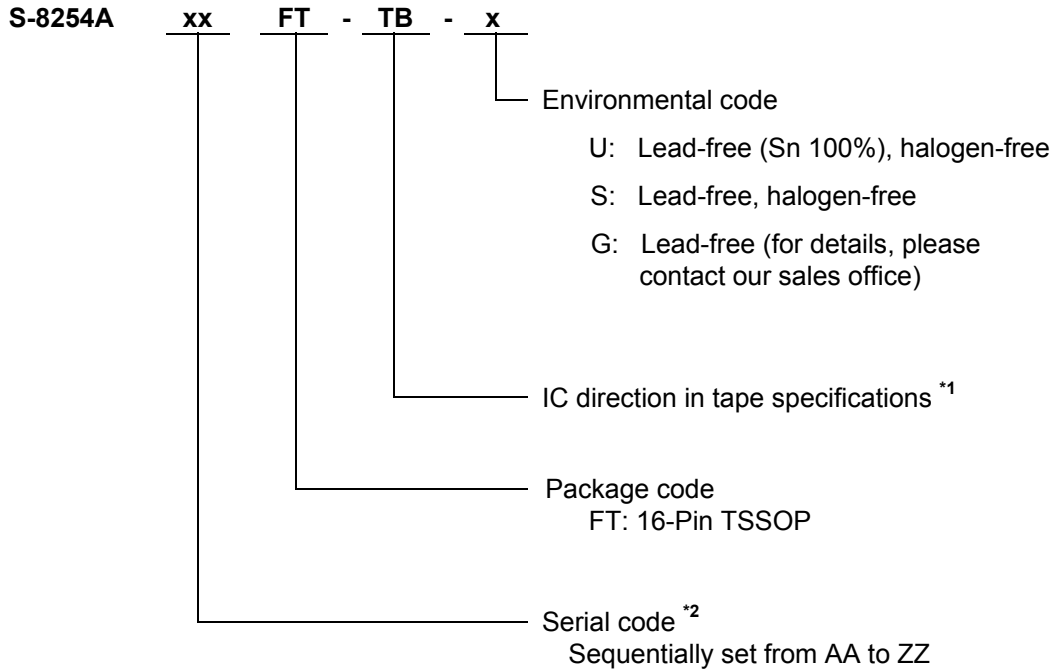 S-8254A xx FT - TB - x
Environmental code
U: Lead-free (Sn 100%), halogen-free
S: Lead-free, halogen-free
G: Lead-free (for details, please
contact our sales office)
IC direction in tape specifications *1
Package code
FT: 16-Pin TSSOP
Serial code *2
Sequentially set from AA to ZZ